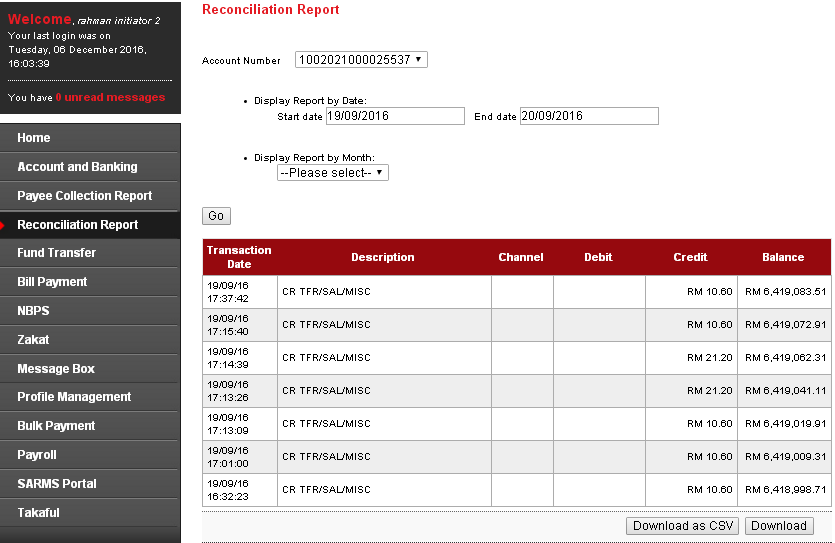 Welcome, rahman initiator 2
Your last login was on
Tuesday, 06 December 2016,
16:03:39
You have 0 unread messages
Home
Account and Banking
Payee Collection Report
Reconciliation Report
Fund Transfer
Bill Payment
NBPS
Zakat
Message Box
Profile Management
Bulk Payment
Payroll
SARMS Portal
Takaful
Reconciliation Report
Account Number 1002021000025537
• Display Report by Date:
Start date 19/09/2016 End date 20/09/2016
• Display Report by Month:
--Please select--
Go
Transaction Date Description Channel Debit Credit Balance
19/09/16 17:37:42 CR TFR/SAL/MISC RM 10.60 RM 6,419,083.51
19/09/16 17:15:40 CR TFR/SAL/MISC RM 10.60 RM 6,419,072.91
19/09/16 17:14:39 CR TFR/SAL/MISC RM 21.20 RM 6,419,062.31
19/09/16 17:13:26 CR TFR/SAL/MISC RM 21.20 RM 6,419,041.11
19/09/16 17:13:09 CR TFR/SAL/MISC RM 10.60 RM 6,419,019.91
19/09/16 17:01:00 CR TFR/SAL/MISC RM 10.60 RM 6,419,009.31
19/09/16 16:32:23 CR TFR/SAL/MISC RM 10.60 RM 6,418,998.71
Download as CSV Download